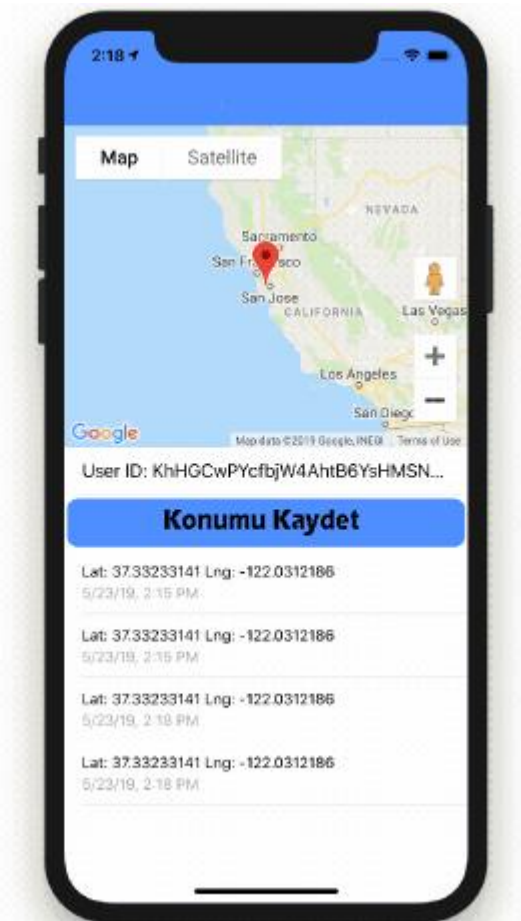 2:18
Map Satellite
NEVADA
Sacramento
San Francisco
San Jose
CALIFORNIA
Las Vegas
Los Angeles
San Diego
Google
Map data ©2019 Google, INEGI Terms of Use
User ID: KhHGCwPYcfbjW4AhtB6YsHMSN...
Konumu Kaydet
Lat: 37.33233141 Lng: -122.0312186
5/23/19, 2:15 PM
Lat: 37.33233141 Lng: -122.0312186
5/23/19, 2:15 PM
Lat: 37.33233141 Lng: -122.0312186
5/23/19, 2:18 PM
Lat: 37.33233141 Lng: -122.0312186
5/23/19, 2:18 PM